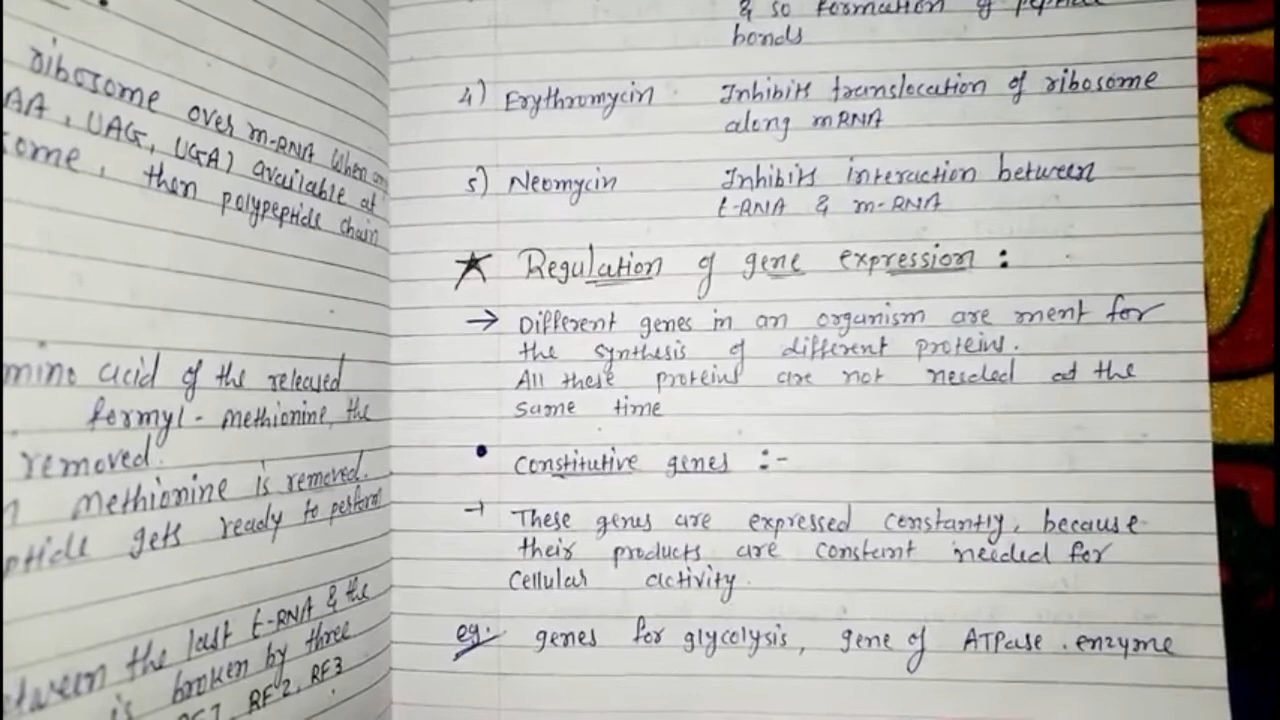 ribosome over m-RNA when
AA, UAG, UGA) available at
some, then polypeptide chain
mino acid of the released
formyl - methionine, the
removed.
methionine is removed.
ptide gets ready to perform
etween the last t-RNA & the
is broken by three
RF2, RF3
& so formation of peptide
bonds
4) Erythromycin Inhibits translocation of ribosome
along mRNA
5) Neomycin Inhibits interaction between
t-RNA & m-RNA
★ Regulation of gene expression :
→ Different genes in an organism are ment for
the synthesis of different proteins.
All these proteins are not needed at the
same time
• Constitutive genes :-
→ These genes are expressed constantly, because
their products are constant needed for
cellular activity.
eg:- genes for glycolysis, gene of ATPase enzyme